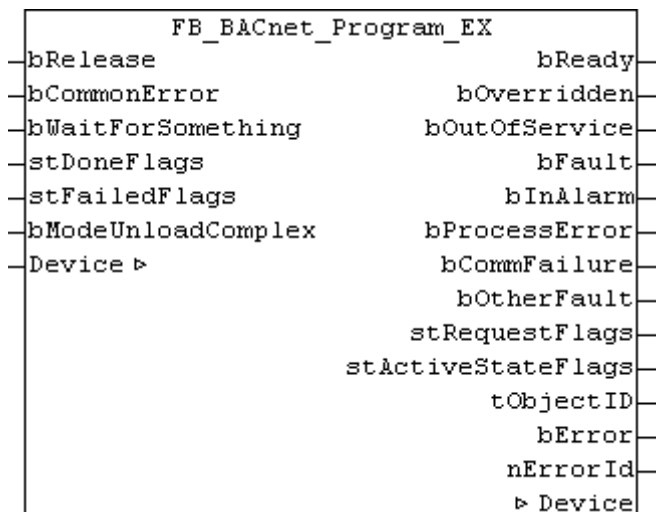 FB_BACnet_Program_EX
bRelease bReady
bCommonError bOverridden
bWaitForSomething bOutOfService
stDoneFlags bFault
stFailedFlags bInAlarm
bModeUnloadComplex bProcessError
Device ▷ bCommFailure
bOtherFault
stRequestFlags
stActiveStateFlags
tObjectID
bError
nErrorId
▷ Device